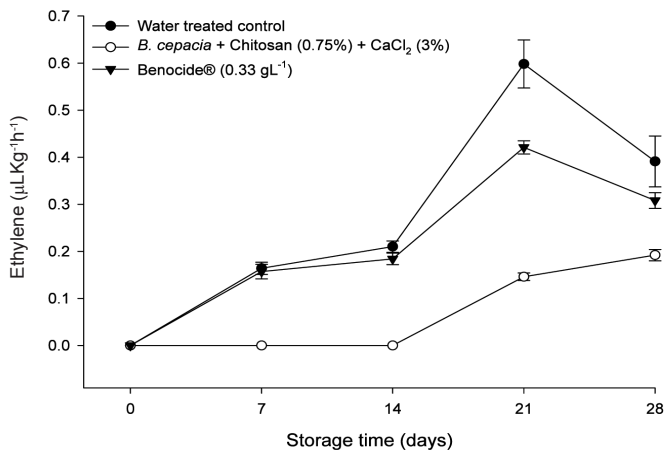 Water treated control
B. cepacia + Chitosan (0.75%) + CaCl₂ (3%)
Benocide® (0.33 gL⁻¹)
Ethylene (µLKg⁻¹h⁻¹)
0.7
0.6
0.5
0.4
0.3
0.2
0.1
0.0
0 7 14 21 28
Storage time (days)